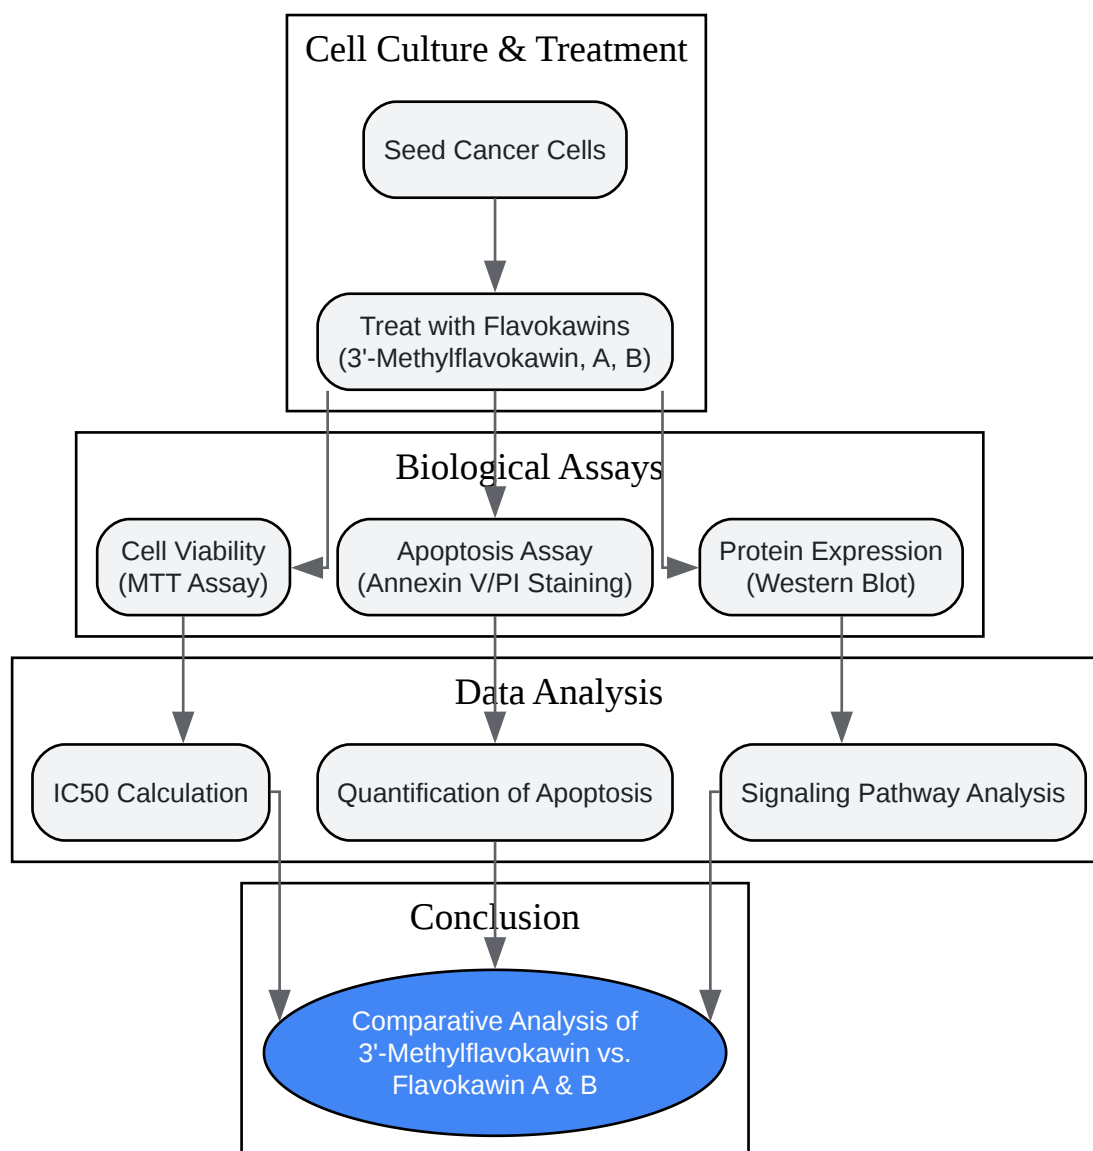 Cell Culture & Treatment
Seed Cancer Cells
Treat with Flavokawins
(3'-Methylflavokawin, A, B)
Biological Assays
Cell Viability
(MTT Assay)
Apoptosis Assay
(Annexin V/PI Staining)
Protein Expression
(Western Blot)
Data Analysis
IC50 Calculation
Quantification of Apoptosis
Signaling Pathway Analysis
Conclusion
Comparative Analysis of
3'-Methylflavokawin vs.
Flavokawin A & B